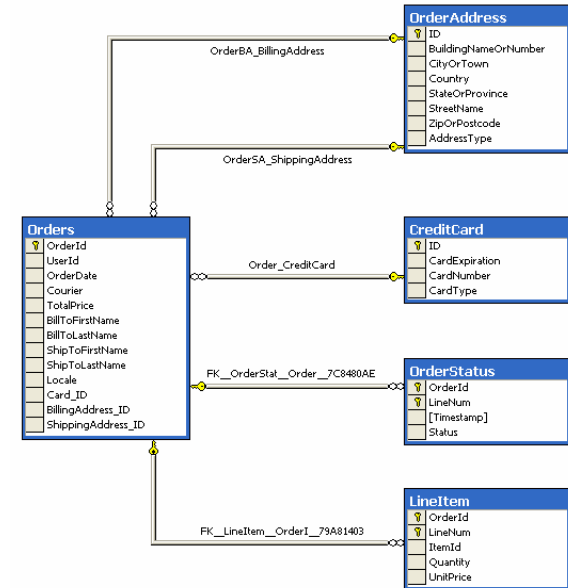 OrderAddress
ID
BuildingNameOrNumber
CityOrTown
Country
StateOrProvince
StreetName
ZipOrPostcode
AddressType
OrderBA_BillingAddress
OrderSA_ShippingAddress
Orders
OrderId
UserId
OrderDate
Courier
TotalPrice
BillToFirstName
BillToLastName
ShipToFirstName
ShipToLastName
Locale
Card_ID
BillingAddress_ID
ShippingAddress_ID
CreditCard
ID
CardExpiration
CardNumber
CardType
Order_CreditCard
FK__OrderStat__Order__7C8480AE
OrderStatus
OrderId
LineNum
[Timestamp]
Status
FK__LineItem__OrderI__79A81403
LineItem
OrderId
LineNum
ItemId
Quantity
UnitPrice